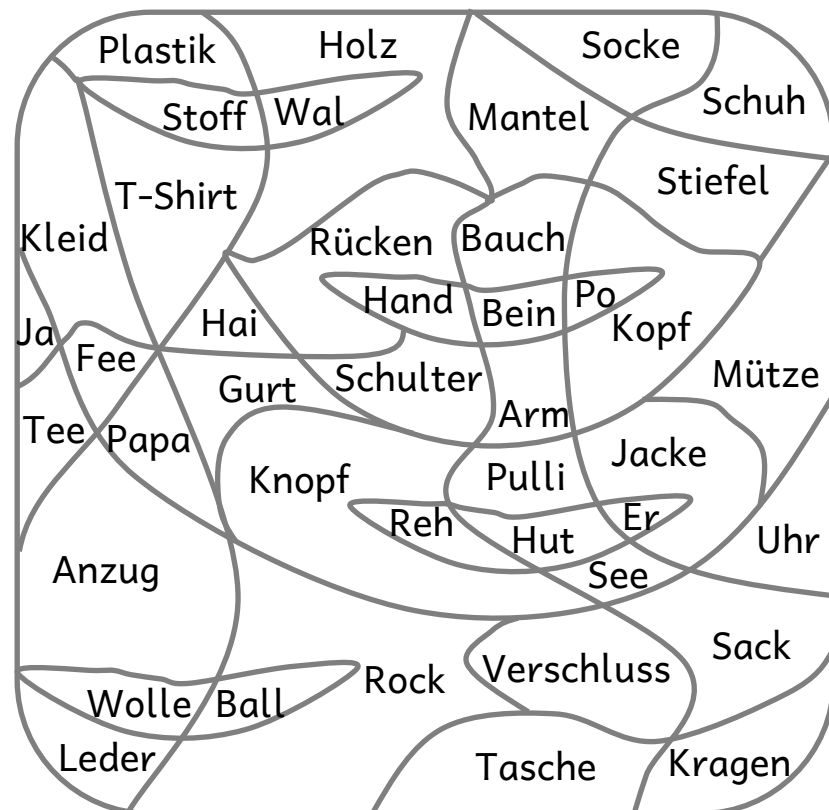 Plastik
Holz
Socke
Schuh
Stoff
Wal
Mantel
T-Shirt
Stiefel
Kleid
Rücken
Bauch
Hand
Bein
Po
Kopf
Ja
Fee
Hai
Gurt
Schulter
Arm
Mütze
Tee
Papa
Knopf
Pulli
Jacke
Reh
Hut
Er
Uhr
Anzug
See
Rock
Verschluss
Sack
Wolle
Ball
Leder
Tasche
Kragen